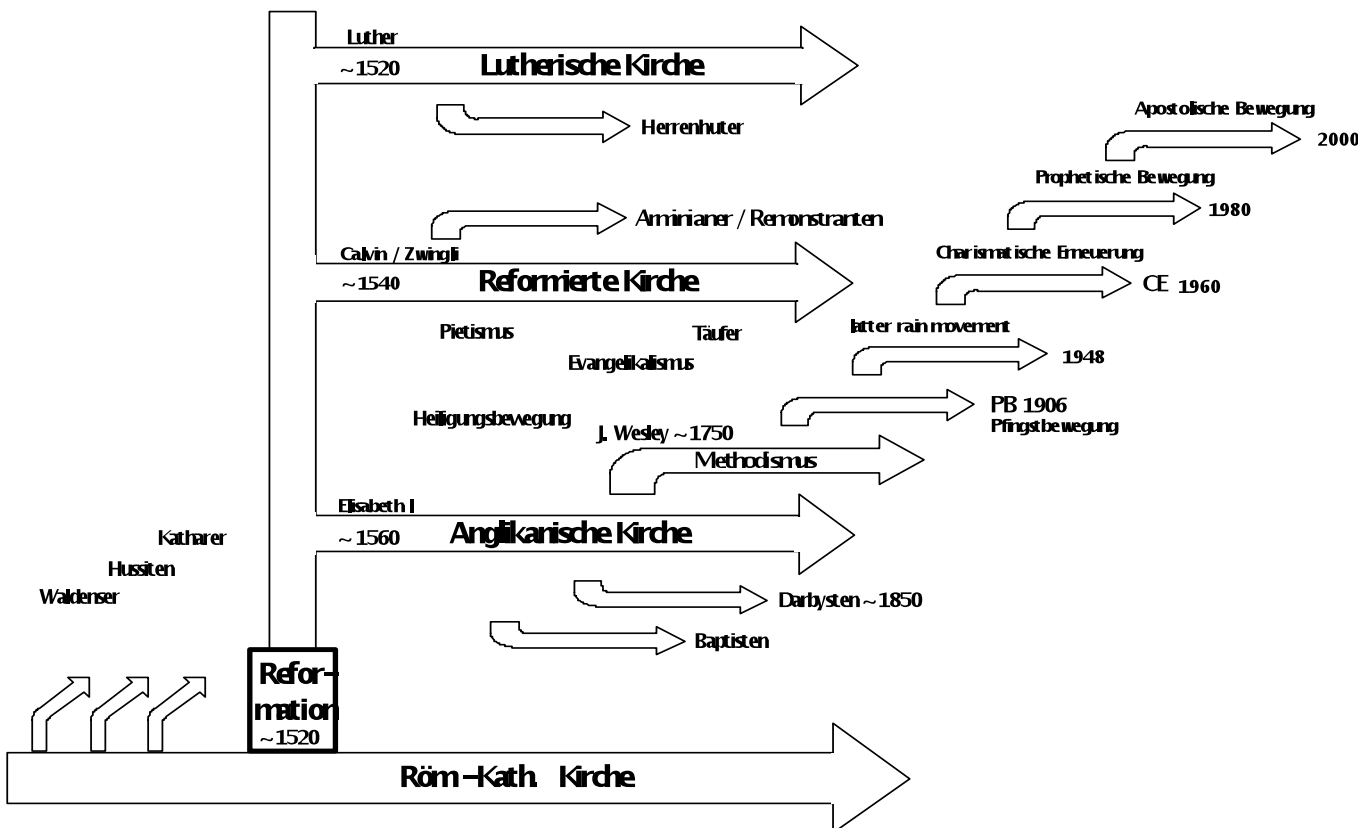 Luther
~1520 Lutherische Kirche
Herrenhuter
Apostolische Bewegung
2000
Prophetische Bewegung
1980
Arminianer / Remonstranten
Calvin / Zwingli
~1540 Reformierte Kirche
Charismatische Erneuerung
CE 1960
latter rain movement
1948
Pietismus
Täufer
Evangelikalismus
Heiligungsbewegung
PB 1906
Pfingstbewegung
J. Wesley ~1750
Methodismus
Elisabeth I
~1560 Anglikanische Kirche
Katharer
Hussiten
Waldenser
Darbysten ~1850
Baptisten
Refor-
mation
~1520
Röm-Kath. Kirche